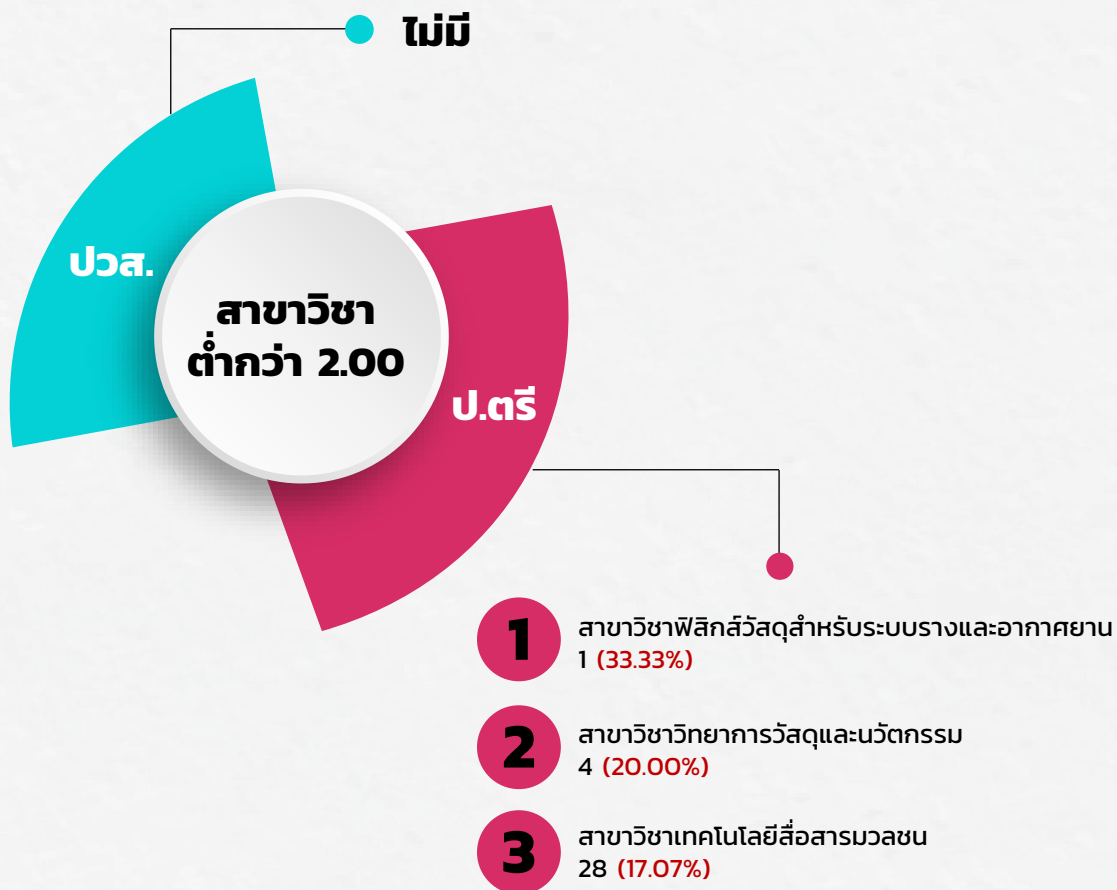 ไม่มี
ปวส.
สาขาวิชา
ต่ำกว่า 2.00
ป.ตรี
1
สาขาวิชาฟิสิกส์วัสดุสำหรับระบบรางและอากาศยาน
1 (33.33%)
2
สาขาวิชาวิทยาการวัสดุและนวัตกรรม
4 (20.00%)
3
สาขาวิชาเทคโนโลยีสื่อสารมวลชน
28 (17.07%)